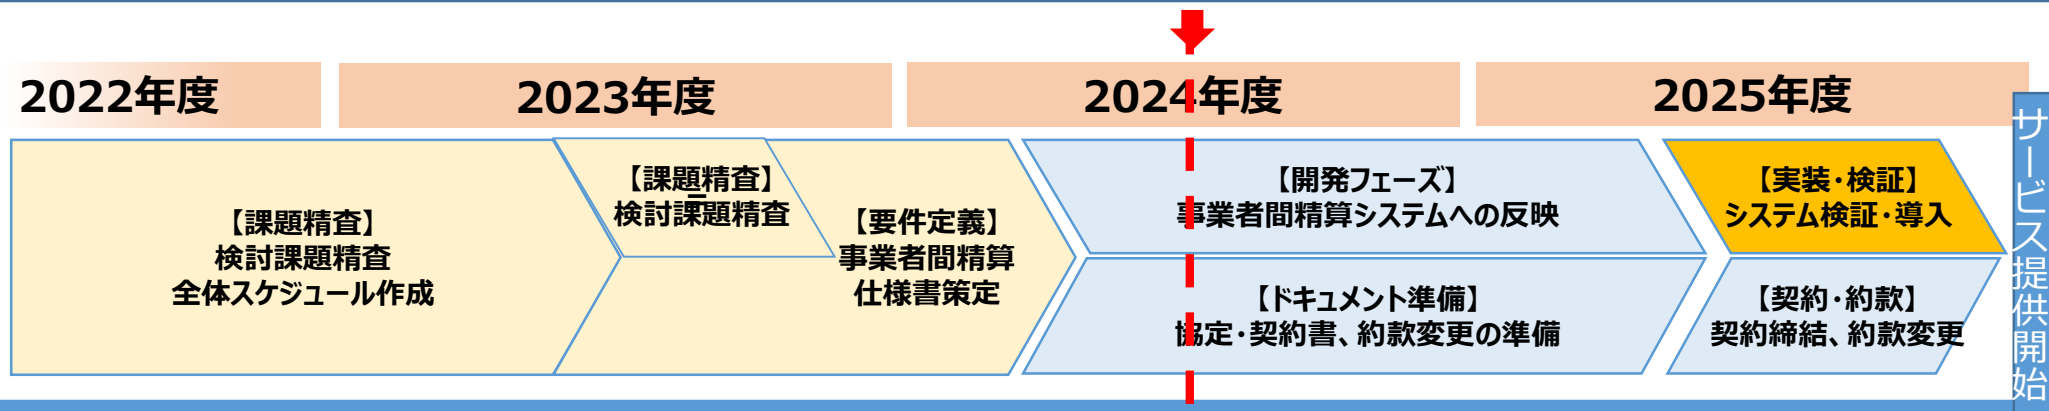 2022年度
2023年度
2024年度
2025年度
【課題精査】
検討課題精査
全体スケジュール作成
【課題精査】
検討課題精査
【要件定義】
事業者間精算
仕様書策定
【開発フェーズ】
事業者間精算システムへの反映
【ドキュメント準備】
協定・契約書、約款変更の準備
【実装・検証】
システム検証・導入
【契約・約款】
契約締結、約款変更
サービス提供開始